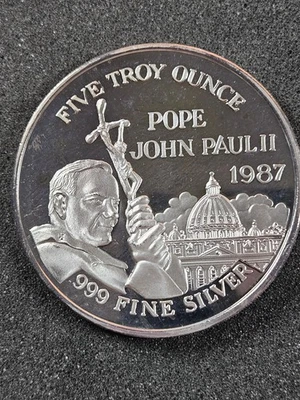 FIVE TROY OUNCE
POPE
JOHN PAUL II
1987
999 FINE SILVER